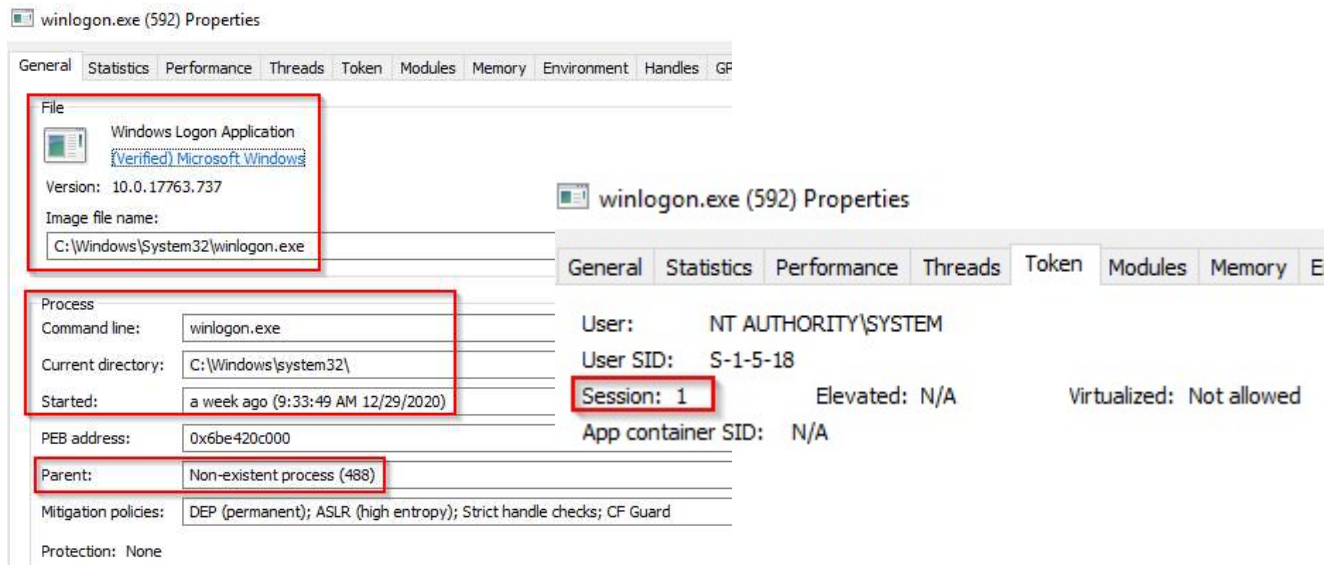 winlogon.exe (592) Properties
General Statistics Performance Threads Token Modules Memory Environment Handles
File
Windows Logon Application
(Verified) Microsoft Windows
Version: 10.0.17763.737
Image file name:
C:\Windows\System32\winlogon.exe
Process
Command line: winlogon.exe
Current directory: C:\Windows\system32\
Started: a week ago (9:33:49 AM 12/29/2020)
PEB address: 0x6be420c000
Parent: Non-existent process (488)
Mitigation policies: DEP (permanent); ASLR (high entropy); Strict handle checks; CF Guard
Protection: None
winlogon.exe (592) Properties
General Statistics Performance Threads Token Modules Memory
User: NT AUTHORITY\SYSTEM
User SID: S-1-5-18
Session: 1 Elevated: N/A Virtualized: Not allowed
App container SID: N/A